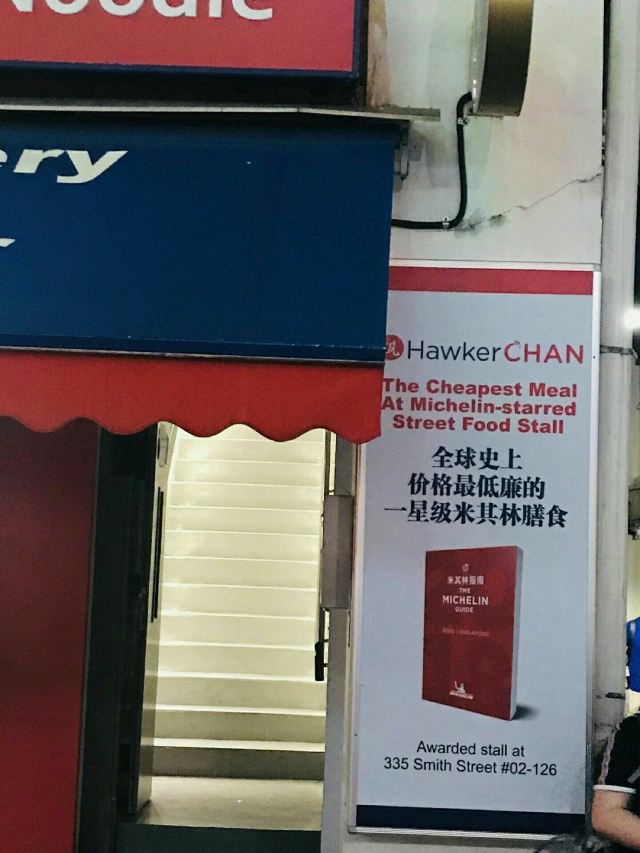 Noodle
ery
HawkerCHAN
The Cheapest Meal
At Michelin-starred
Street Food Stall
全球史上
价格最低廉的
一星级米其林膳食
米其林指南
THE
MICHELIN
GUIDE
SINGAPORE
Awarded stall at
335 Smith Street #02-126